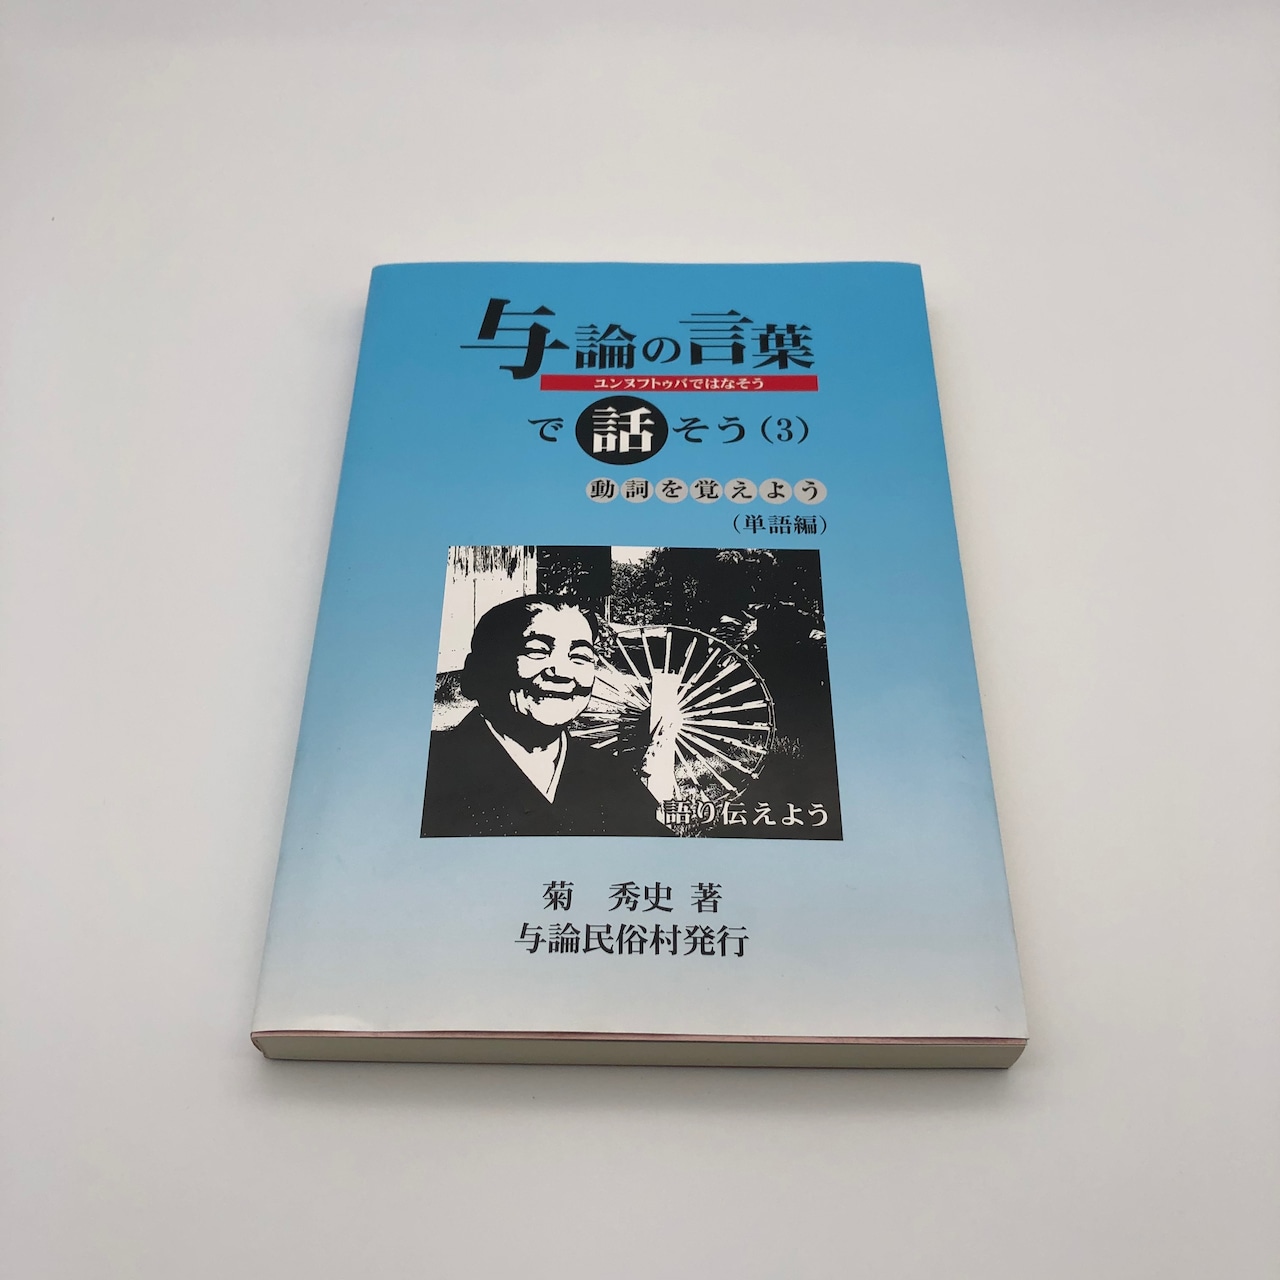 与論の言葉
ユンヌフトゥバではなそう
で話そう(3)
動詞を覚えよう
(単語編)
語り伝えよう
菊 秀史 著
与論民俗村発行